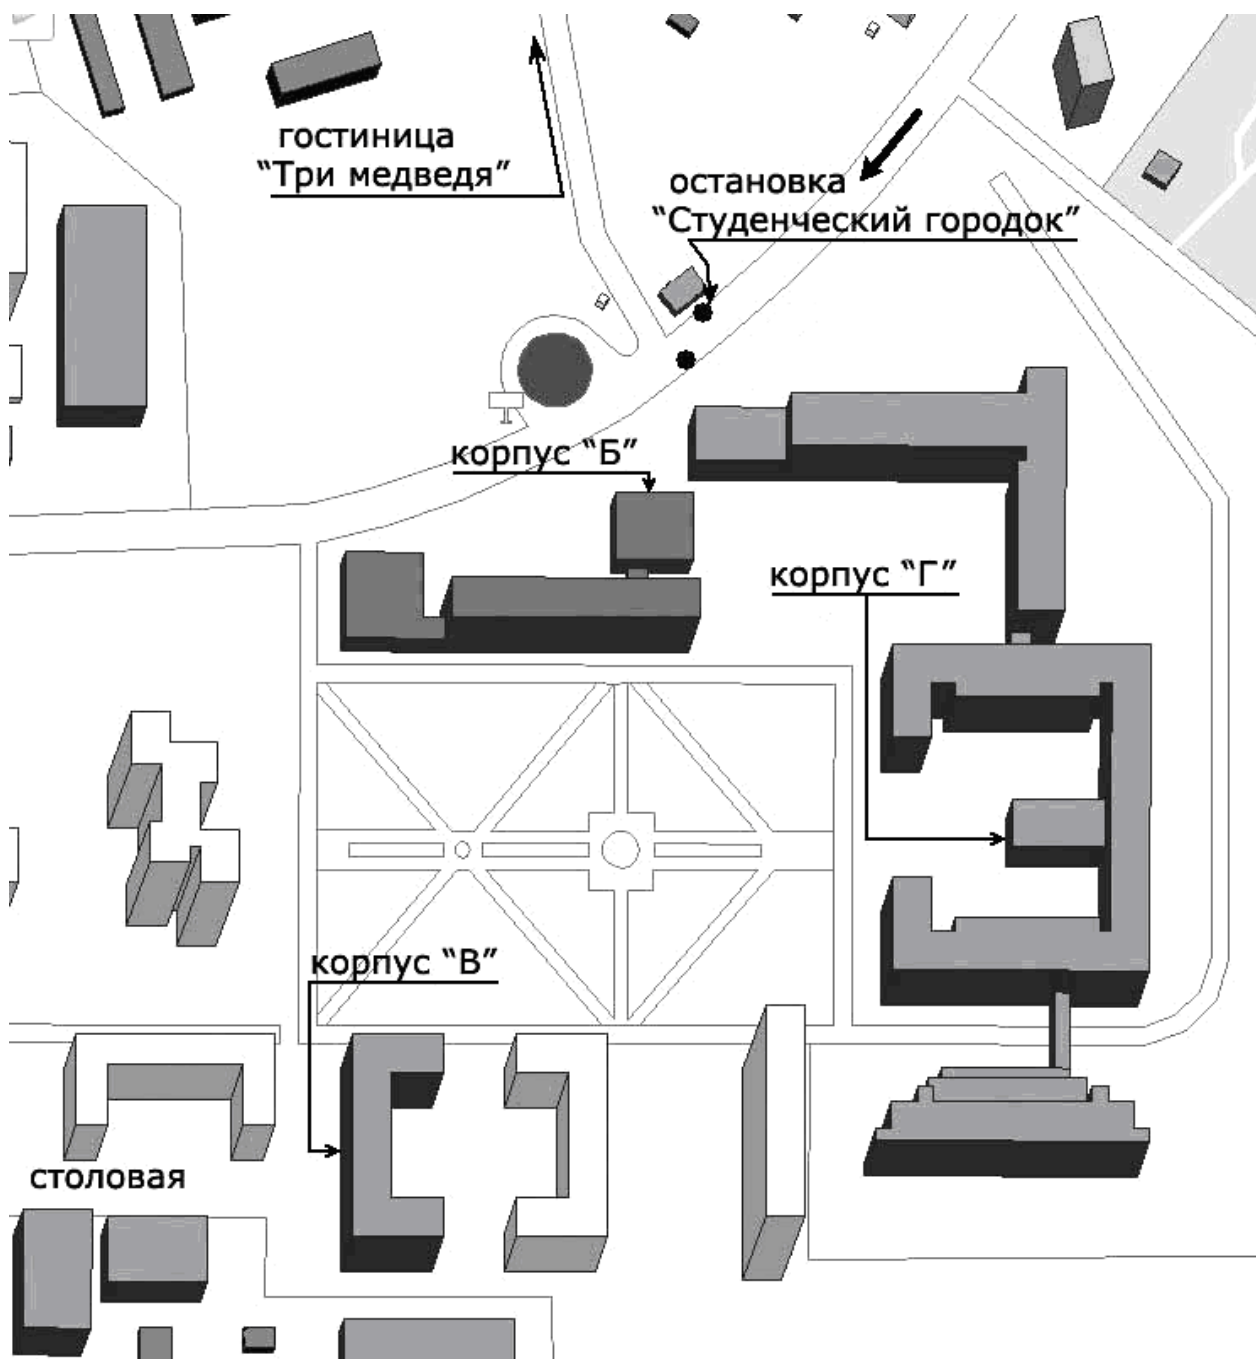 гостиница
“Три медведя”
остановка
“Студенческий городок”
корпус “Б”
корпус “Г”
корпус “В”
столовая